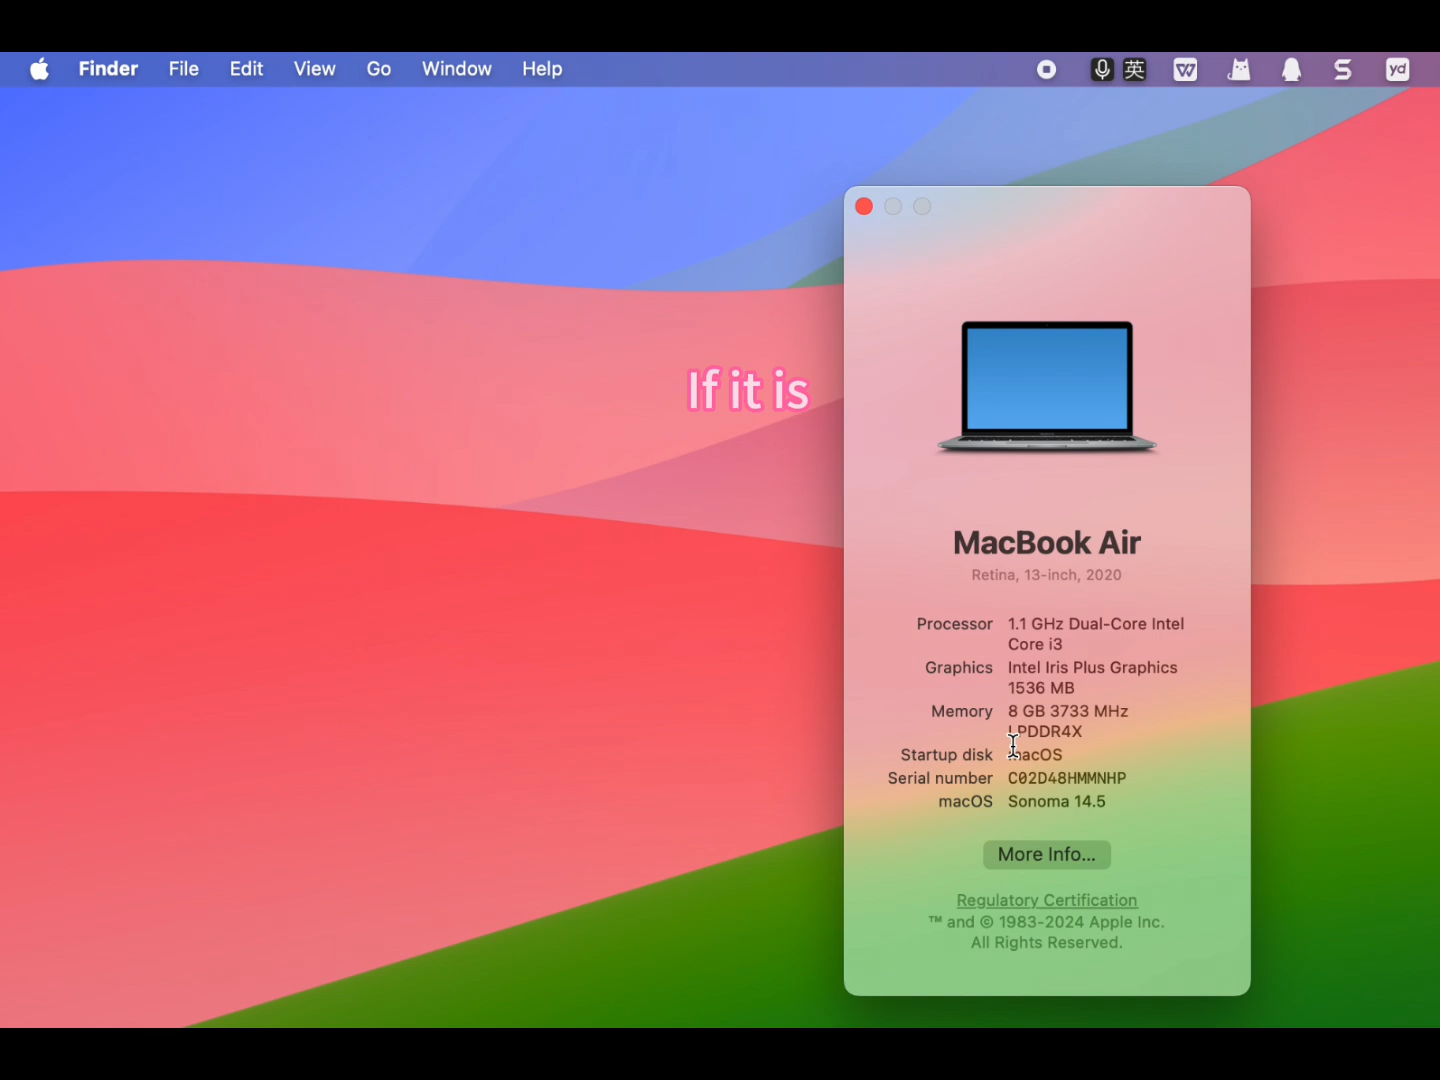 Finder File Edit View Go Window Help 英 yd
If it is
MacBook Air
Retina, 13-inch, 2020
Processor 1.1 GHz Dual-Core Intel
Core i3
Graphics Intel Iris Plus Graphics
1536 MB
Memory 8 GB 3733 MHz
LPDDR4X
Startup disk macOS
Serial number C02D48HMMNHP
macOS Sonoma 14.5
More Info...
Regulatory Certification
™ and © 1983-2024 Apple Inc.
All Rights Reserved.